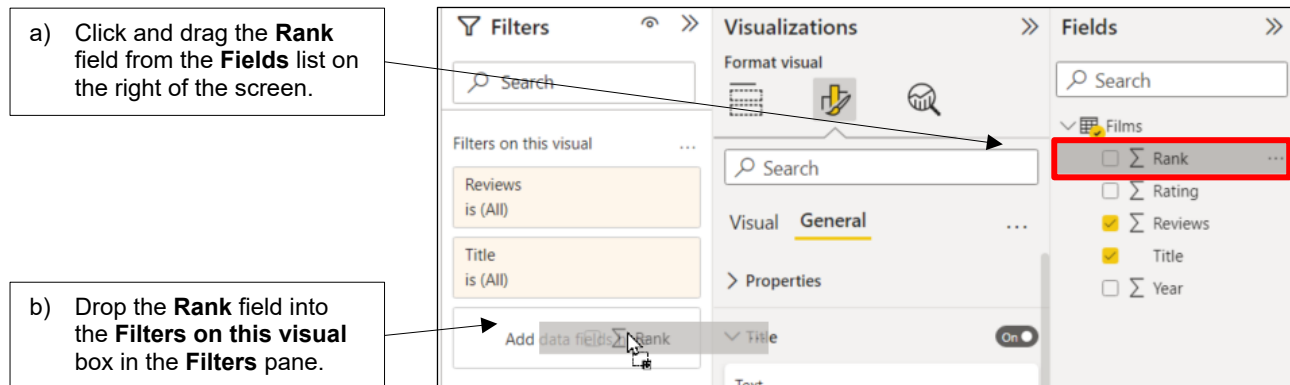 a) Click and drag the Rank
field from the Fields list on
the right of the screen.
b) Drop the Rank field into
the Filters on this visual
box in the Filters pane.
Filters
Search
Filters on this visual
...
Reviews
is (All)
Title
is (All)
Add data fields
Rank
Visualizations
Format visual
Search
Visual General
...
Properties
Title
On
Text
Fields
Search
Films
Rank
...
Rating
Reviews
Title
Year